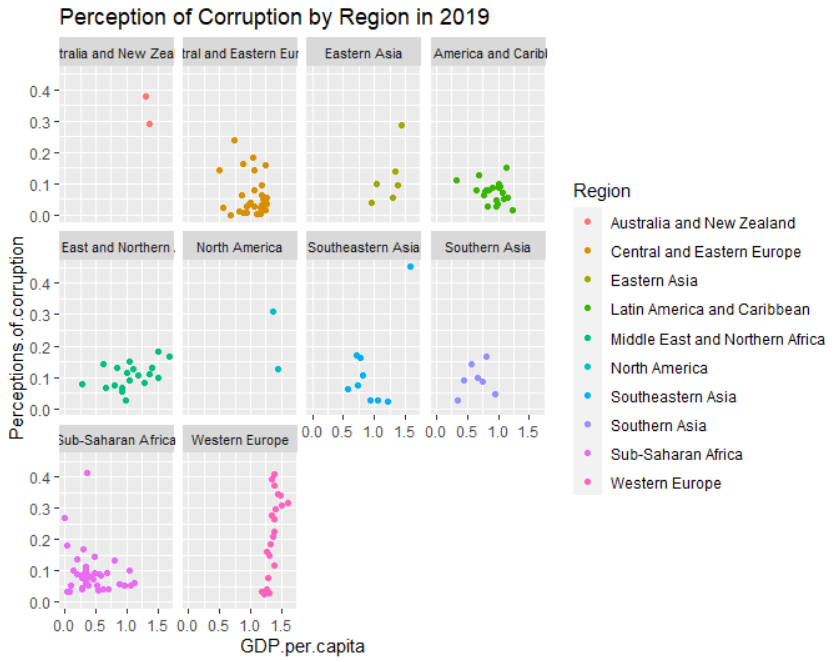 Perception of Corruption by Region in 2019
tralia and New Zeal
tral and Eastern Eur
Eastern Asia
America and Caribb
0.4
0.3
0.2
0.1
0.0
East and Northern
North America
Southeastern Asia
Southern Asia
0.4
0.3
0.2
0.1
0.0
0.0 0.5 1.0 1.5
0.0 0.5 1.0 1.5
Sub-Saharan Africa
Western Europe
0.4
0.3
0.2
0.1
0.0
0.0 0.5 1.0 1.5
0.0 0.5 1.0 1.5
GDP.per.capita
Perceptions.of.corruption
Region
Australia and New Zealand
Central and Eastern Europe
Eastern Asia
Latin America and Caribbean
Middle East and Northern Africa
North America
Southeastern Asia
Southern Asia
Sub-Saharan Africa
Western Europe